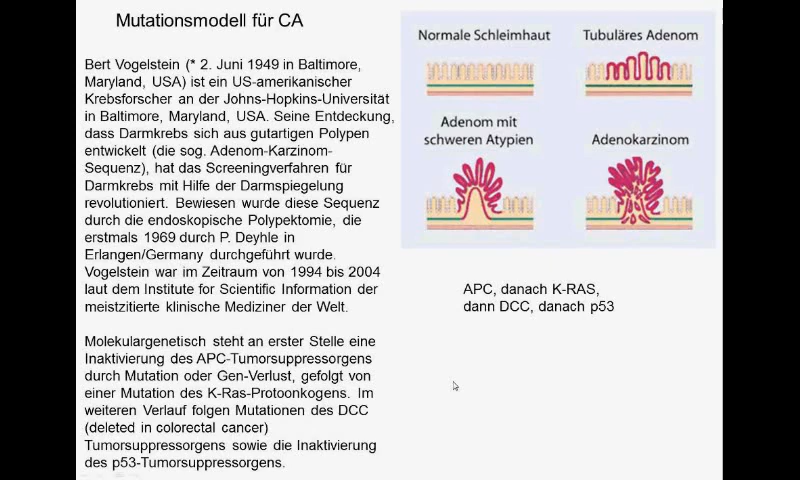 Mutationsmodell für CA
Bert Vogelstein (* 2. Juni 1949 in Baltimore,
Maryland, USA) ist ein US-amerikanischer
Krebsforscher an der Johns-Hopkins-Universität
in Baltimore, Maryland, USA. Seine Entdeckung,
dass Darmkrebs sich aus gutartigen Polypen
entwickelt (die sog. Adenom-Karzinom-
Sequenz), hat das Screeningverfahren für
Darmkrebs mit Hilfe der Darmspiegelung
revolutioniert. Bewiesen wurde diese Sequenz
durch die endoskopische Polypektomie, die
erstmals 1969 durch P. Deyhle in
Erlangen/Germany durchgeführt wurde.
Vogelstein war im Zeitraum von 1994 bis 2004
laut dem Institute for Scientific Information der
meistzitierte klinische Mediziner der Welt.
Molekulargenetisch steht an erster Stelle eine
Inaktivierung des APC-Tumorsuppressorgens
durch Mutation oder Gen-Verlust, gefolgt von
einer Mutation des K-Ras-Protoonkogens. Im
weiteren Verlauf folgen Mutationen des DCC
(deleted in colorectal cancer)
Tumorsuppressorgens sowie die Inaktivierung
des p53-Tumorsuppressorgens.
Normale Schleimhaut
Tubuläres Adenom
Adenom mit
schweren Atypien
Adenokarzinom
APC, danach K-RAS,
dann DCC, danach p53